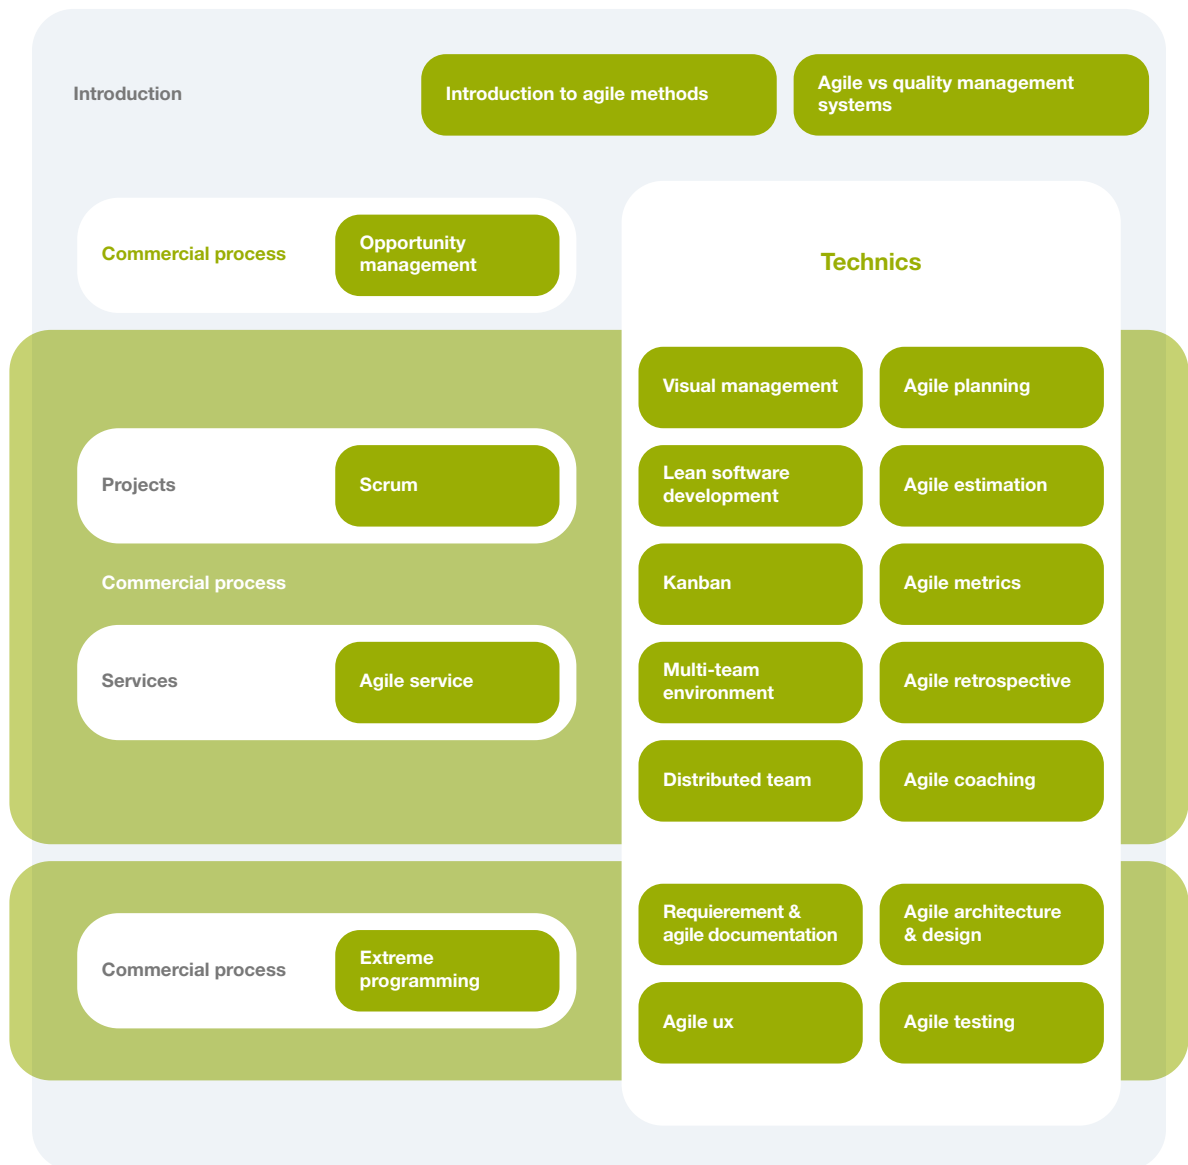 Introduction
Introduction to agile methods
Agile vs quality management
systems
Commercial process
Opportunity
management
Technics
Visual management
Agile planning
Projects
Scrum
Lean software
development
Agile estimation
Commercial process
Kanban
Agile metrics
Services
Agile service
Multi-team
environment
Agile retrospective
Distributed team
Agile coaching
Commercial process
Extreme
programming
Requierement &
agile documentation
Agile architecture
& design
Agile ux
Agile testing